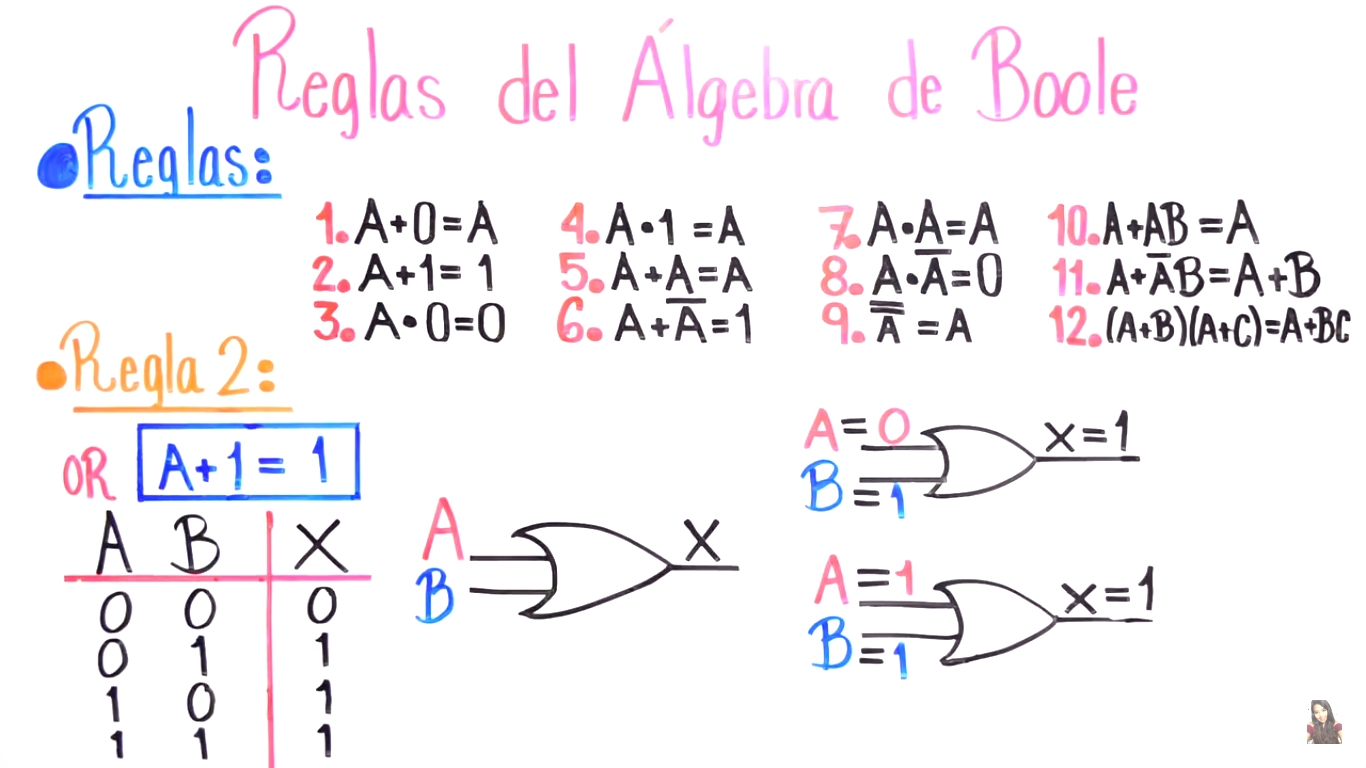 Reglas del Álgebra de Boole
Reglas:
1. A+0=A
2. A+1= 1
3. A•0=0
4. A•1 =A
5. A+A=A
6. A+A̅=1
7. A•A=A
8. A•A̅=0
9. A̿ =A
10. A+AB =A
11. A+A̅B=A+B
12. (A+B)(A+C)=A+BC
Regla 2:
OR A+1= 1
A B X
0 0 0
0 1 1
1 0 1
1 1 1
A
B
X
A=0
B=1
X=1
A=1
B=1
X=1